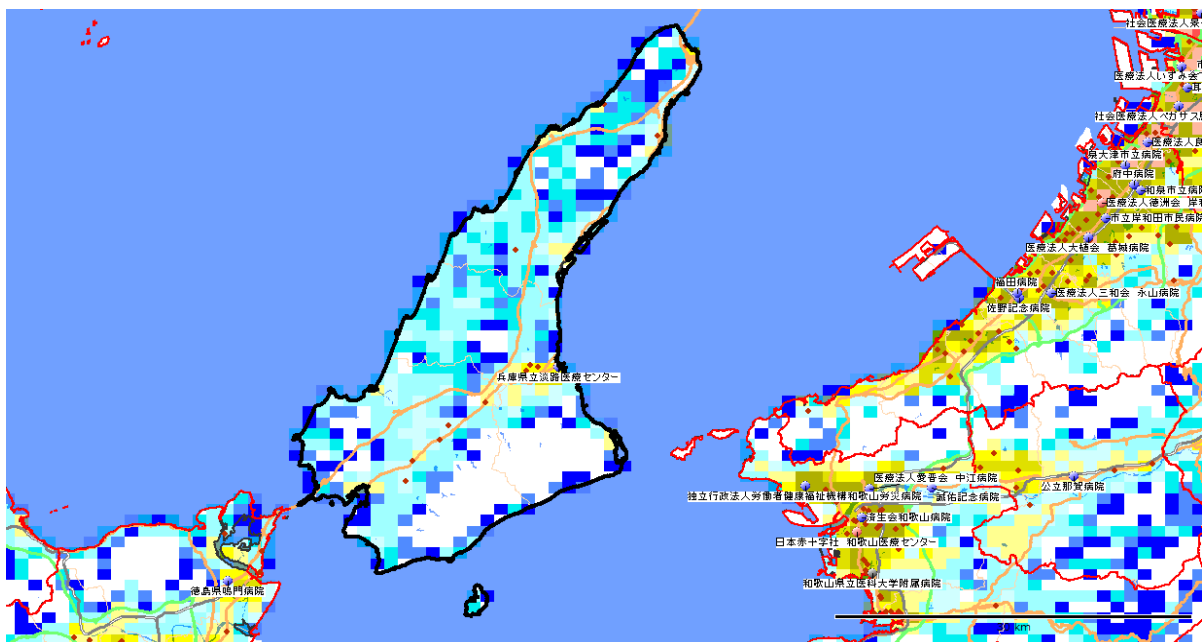 医療法人いずみ会
社会医療法人ペガサス
泉大津市立病院
府中病院
和泉市立病院
医療法人徳洲会 岸和
市立岸和田市民病院
医療法人大植会 葛城病院
福田病院
医療法人三和会 永山病院
佐野記念病院
兵庫県立淡路医療センター
医療法人愛晋会 中江病院
公立那賀病院
独立行政法人労働者健康福祉機構和歌山労災病院
誠佑記念病院
済生会和歌山病院
日本赤十字社 和歌山医療センター
和歌山県立医科大学附属病院
徳島県鳴門病院
km